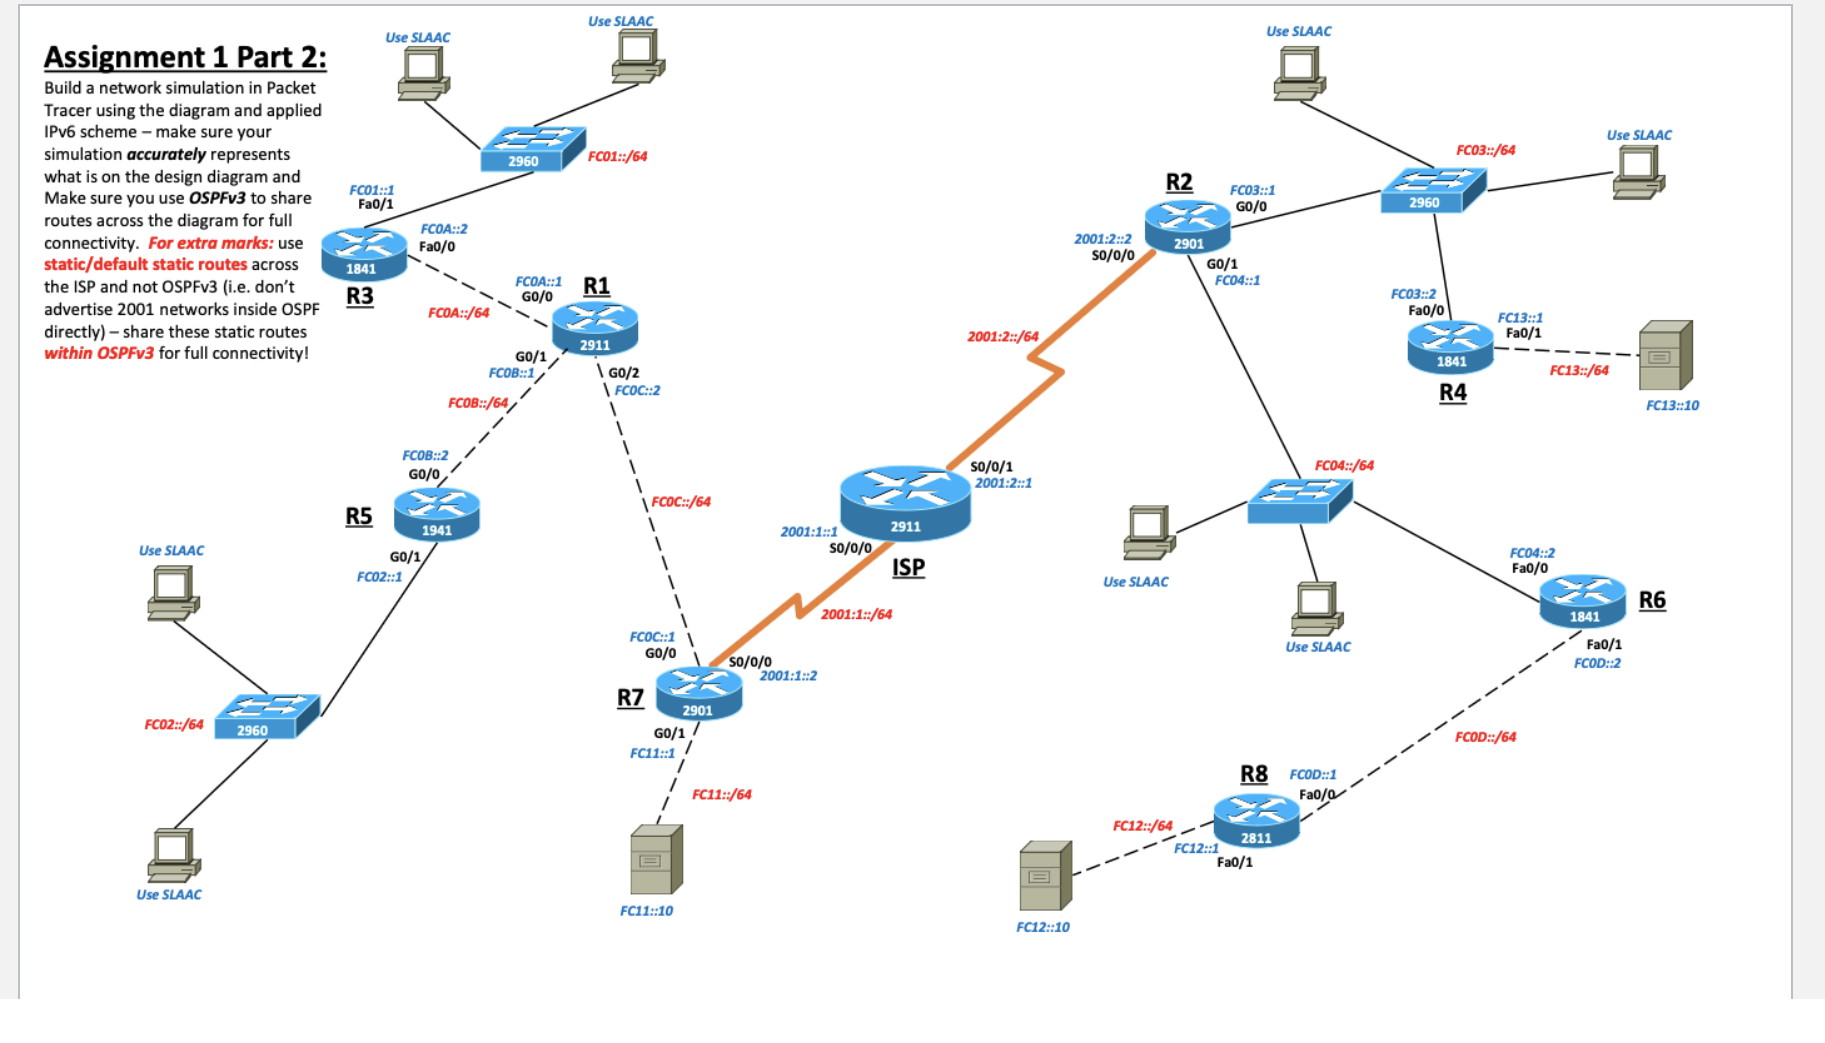 Assignment 1 Part 2:
Build a network simulation in Packet
Tracer using the diagram and applied
IPv6 scheme – make sure your
simulation accurately represents
what is on the design diagram and
Make sure you use OSPFv3 to share
routes across the diagram for full
connectivity. For extra marks: use
static/default static routes across
the ISP and not OSPFv3 (i.e. don't
advertise 2001 networks inside OSPF
directly) – share these static routes
within OSPFv3 for full connectivity!
Use SLAAC
Use SLAAC
2960
FC01::/64
FC01::1
Fa0/1
FC0A::2
Fa0/0
1841
R3
FC0A::/64
FC0A::1
G0/0
R1
2911
G0/1
FC0B::1
G0/2
FC0C::2
FC0B::/64
FC0B::2
G0/0
R5
1941
G0/1
FC02::1
Use SLAAC
FC02::/64
2960
Use SLAAC
FC0C::/64
FC0C::1
G0/0
S0/0/0
2001:1::2
R7
2901
G0/1
FC11::1
FC11::/64
FC11::10
2001:1::/64
2001:1::1
S0/0/0
2911
ISP
S0/0/1
2001:2::1
2001:2::/64
2001:2::2
S0/0/0
R2
2901
FC03::1
G0/0
G0/1
FC04::1
Use SLAAC
FC03::/64
2960
Use SLAAC
FC03::2
Fa0/0
1841
R4
FC13::1
Fa0/1
FC13::/64
FC13::10
FC04::/64
Use SLAAC
Use SLAAC
FC04::2
Fa0/0
1841
R6
Fa0/1
FC0D::2
FC0D::/64
R8
FC0D::1
Fa0/0
2811
FC12::/64
FC12::1
Fa0/1
FC12::10